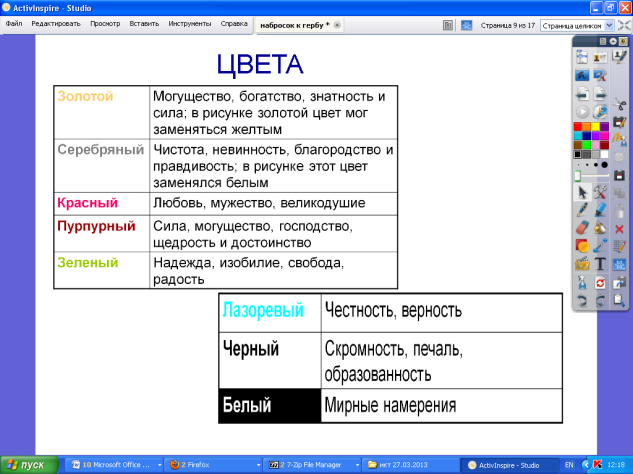 ActivInspire - Studio
Файл Редактировать Просмотр Вставить Инструменты Справка
набросок к гербу *
Страница 9 из 17
Страница целиком
ЦВЕТА
Золотой Могущество, богатство, знатность и
сила; в рисунке золотой цвет мог
заменяться желтым
Серебряный Чистота, невинность, благородство и
правдивость; в рисунке этот цвет
заменялся белым
Красный Любовь, мужество, великодушие
Пурпурный Сила, могущество, господство,
щедрость и достоинство
Зеленый Надежда, изобилие, свобода,
радость
Лазоревый Честность, верность
Черный Скромность, печаль,
образованность
Белый Мирные намерения
пуск 10 Microsoft Office ... 2 Firefox 2 7-Zip File Manager икт 27.03.2013 ActivInspire - Studio EN 12:18